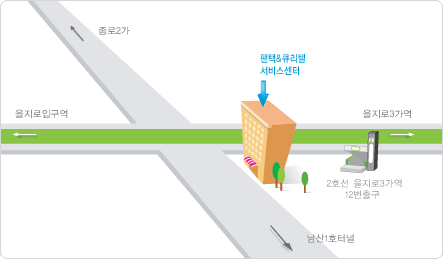 종로2가
팬택&큐리텔
서비스센터
을지로입구역
을지로3가역
2호선 을지로3가역
12번출구
남산1호터널